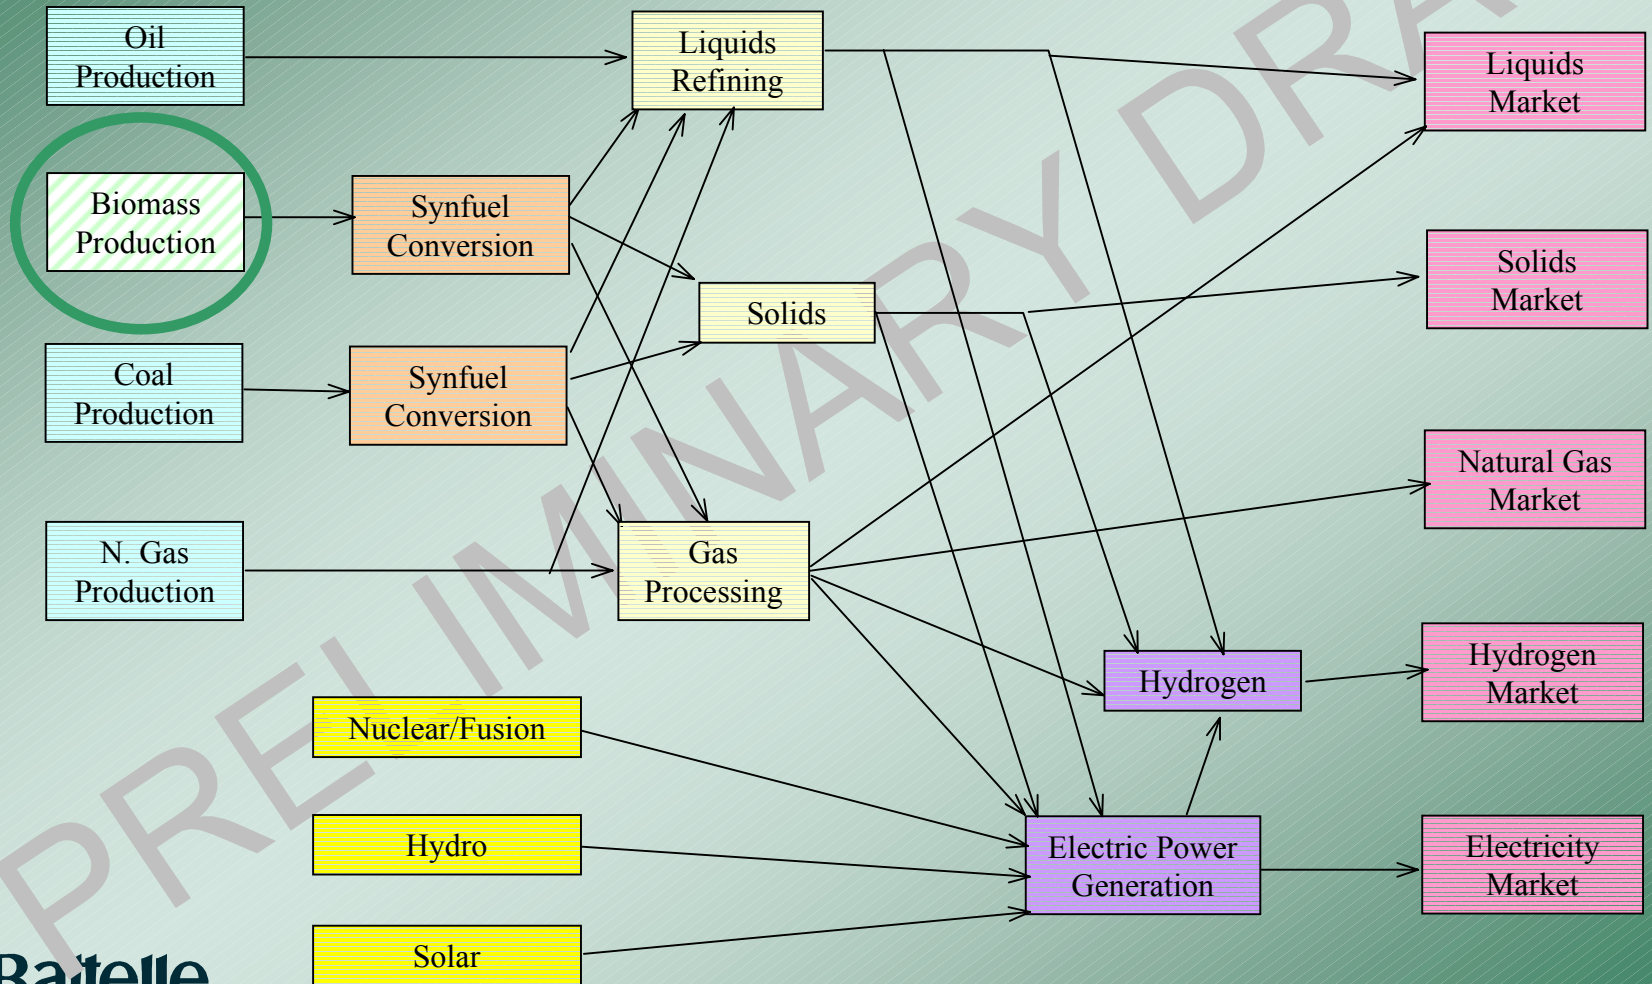 Oil
Production
Liquids
Refining
Liquids
Market
Biomass
Production
Synfuel
Conversion
Solids
Solids
Market
Coal
Production
Synfuel
Conversion
N. Gas
Production
Gas
Processing
Natural Gas
Market
Nuclear/Fusion
Hydrogen
Hydrogen
Market
Hydro
Electric Power
Generation
Electricity
Market
Solar
Battelle
PRELIMINARY DRA